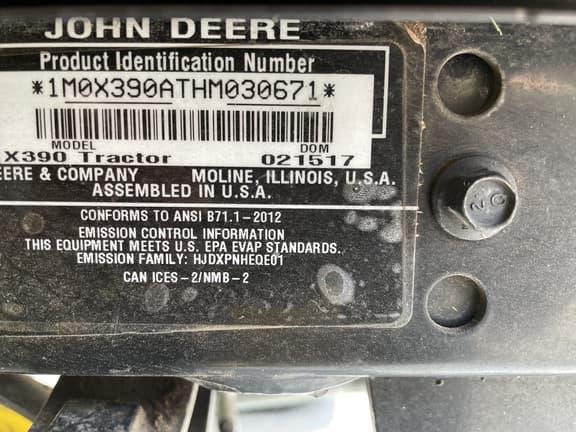 JOHN DEERE
Product Identification Number
*1M0X390ATHM030671*
MODEL DOM
X390 Tractor 021517
EERE & COMPANY MOLINE, ILLINOIS, U.S.A.
ASSEMBLED IN U.S.A.
CONFORMS TO ANSI B71.1-2012
EMISSION CONTROL INFORMATION
THIS EQUIPMENT MEETS U.S. EPA EVAP STANDARDS.
EMISSION FAMILY: HJDXPNHEQE01
CAN ICES-2/NMB-2